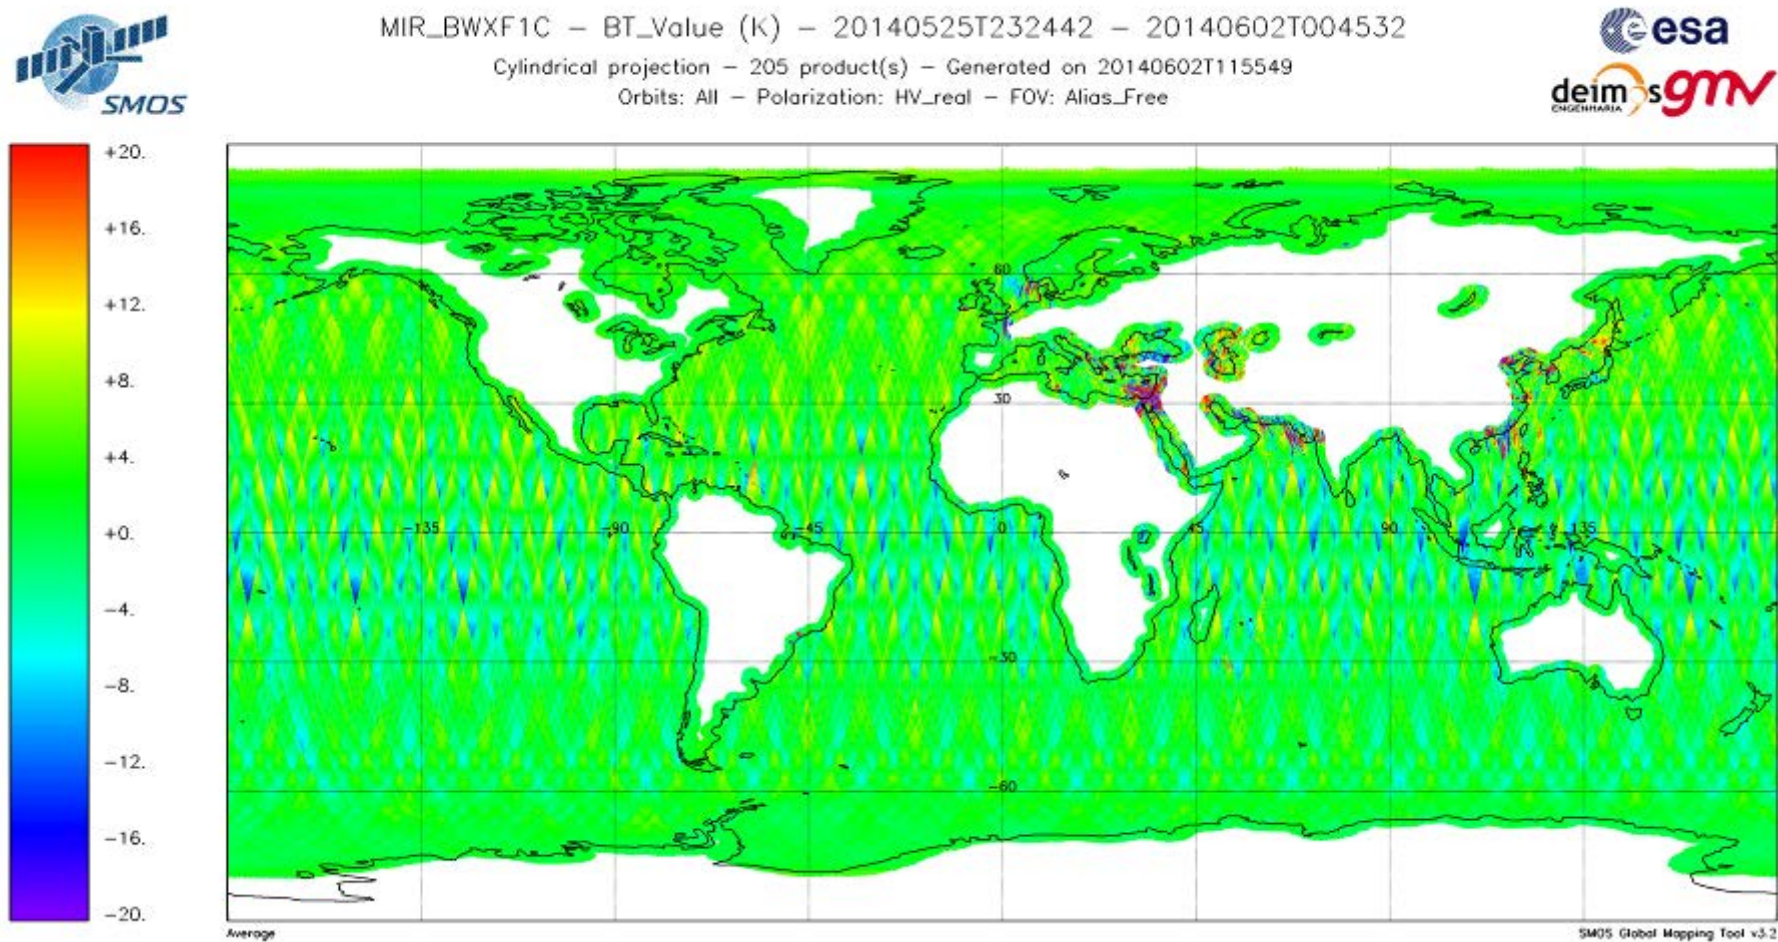 MIR_BWXF1C - BT_Value (K) - 20140525T232442 - 20140602T004532
Cylindrical projection - 205 product(s) - Generated on 20140602T115549
Orbits: All - Polarization: HV_real - FOV: Alias_Free
SMOS
esa
deimos
ENGENHARIA
gmv
+20.
+16.
+12.
+8.
+4.
+0.
-4.
-8.
-12.
-16.
-20.
60
30
-135
-90
-45
0
45
90
135
-30
-60
Average
SMOS Global Mapping Tool v3.2